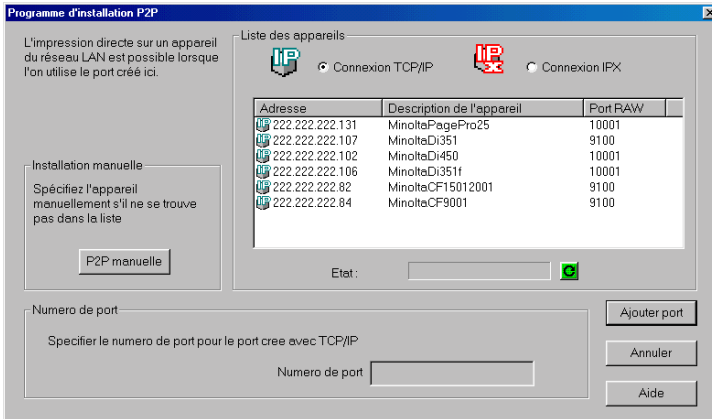 Programme d'installation P2P
L'impression directe sur un appareil
du réseau LAN est possible lorsque
l'on utilise le port créé ici.
Liste des appareils
IP Connexion TCP/IP IPX Connexion IPX
Adresse Description de l'appareil Port RAW
222.222.222.131 MinoltaPagePro25 10001
222.222.222.107 MinoltaDi351 9100
222.222.222.102 MinoltaDi450 10001
222.222.222.106 MinoltaDi351f 10001
222.222.222.82 MinoltaCF15012001 9100
222.222.222.84 MinoltaCF9001 9100
Installation manuelle
Spécifiez l'appareil
manuellement s'il ne se trouve
pas dans la liste
P2P manuelle
Etat :
Numero de port
Specifier le numero de port pour le port cree avec TCP/IP
Numero de port
Ajouter port
Annuler
Aide